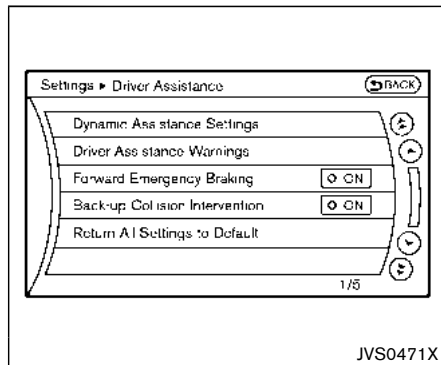 Settings ▸ Driver Assistance
BACK
Dynamic Assistance Settings
Driver Assistance Warnings
Forward Emergency Braking
ON
Back-up Collision Intervention
ON
Return All Settings to Default
1/5
JVS0471X